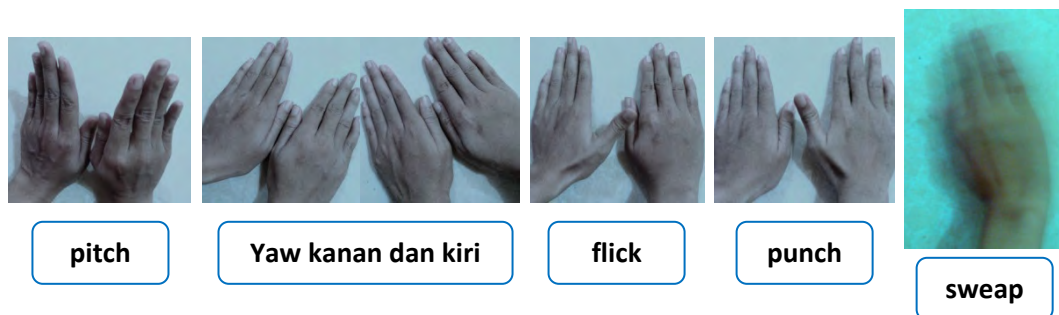 pitch
Yaw kanan dan kiri
flick
punch
sweap